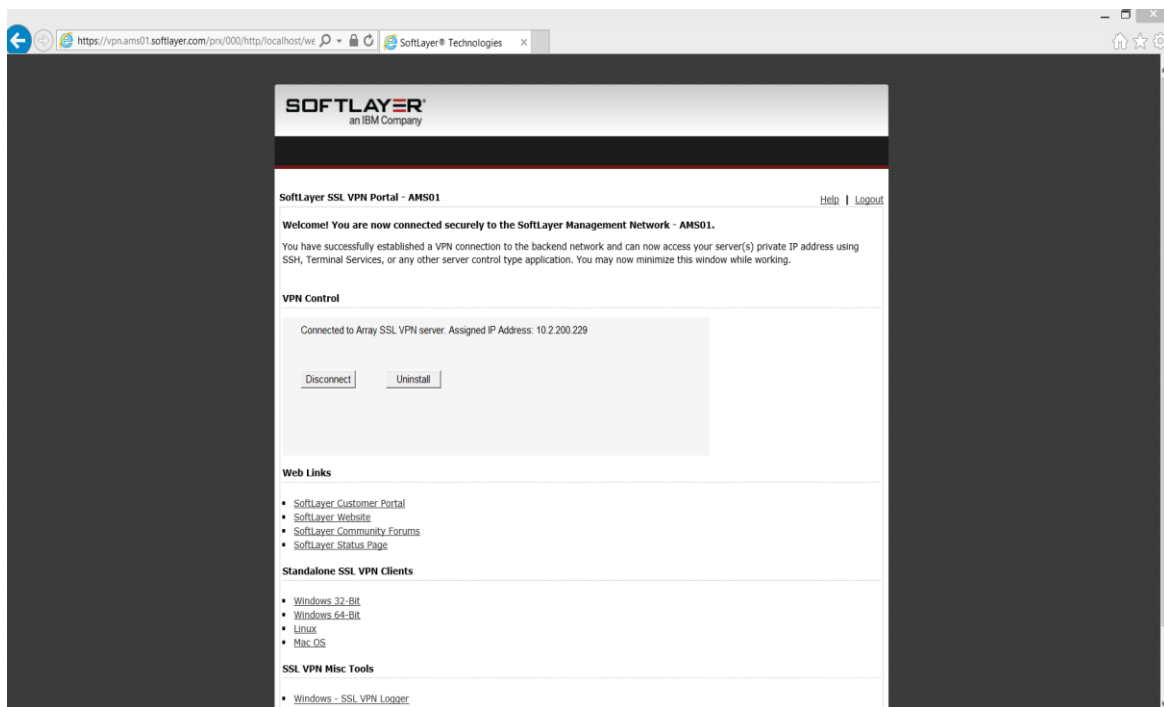 https://vpn.ams01.softlayer.com/prx/000/http/localhost/we
SoftLayer® Technologies
SOFTLAYER®
an IBM Company
SoftLayer SSL VPN Portal - AMS01
Help | Logout
Welcome! You are now connected securely to the SoftLayer Management Network - AMS01.
You have successfully established a VPN connection to the backend network and can now access your server(s) private IP address using
SSH, Terminal Services, or any other server control type application. You may now minimize this window while working.
VPN Control
Connected to Array SSL VPN server. Assigned IP Address: 10.2.200.229
Disconnect Uninstall
Web Links
SoftLayer Customer Portal
SoftLayer Website
SoftLayer Community Forums
SoftLayer Status Page
Standalone SSL VPN Clients
Windows 32-Bit
Windows 64-Bit
Linux
Mac OS
SSL VPN Misc Tools
Windows - SSL VPN Logger